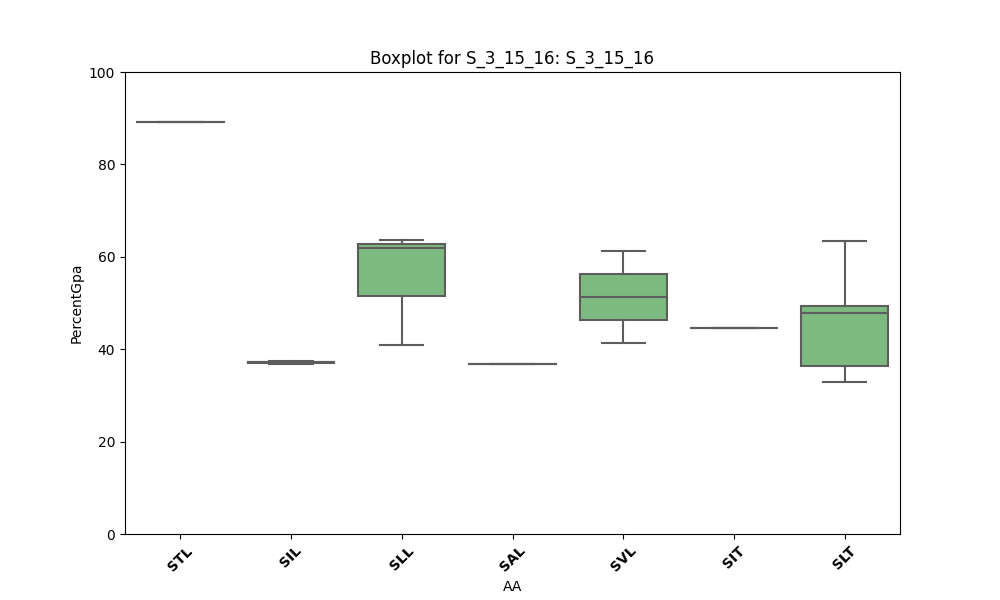 Boxplot for S_3_15_16: S_3_15_16
100
80
60
40
20
0
PercentGpa
STL
SIL
SLL
SAL
SVL
SIT
SLT
AA